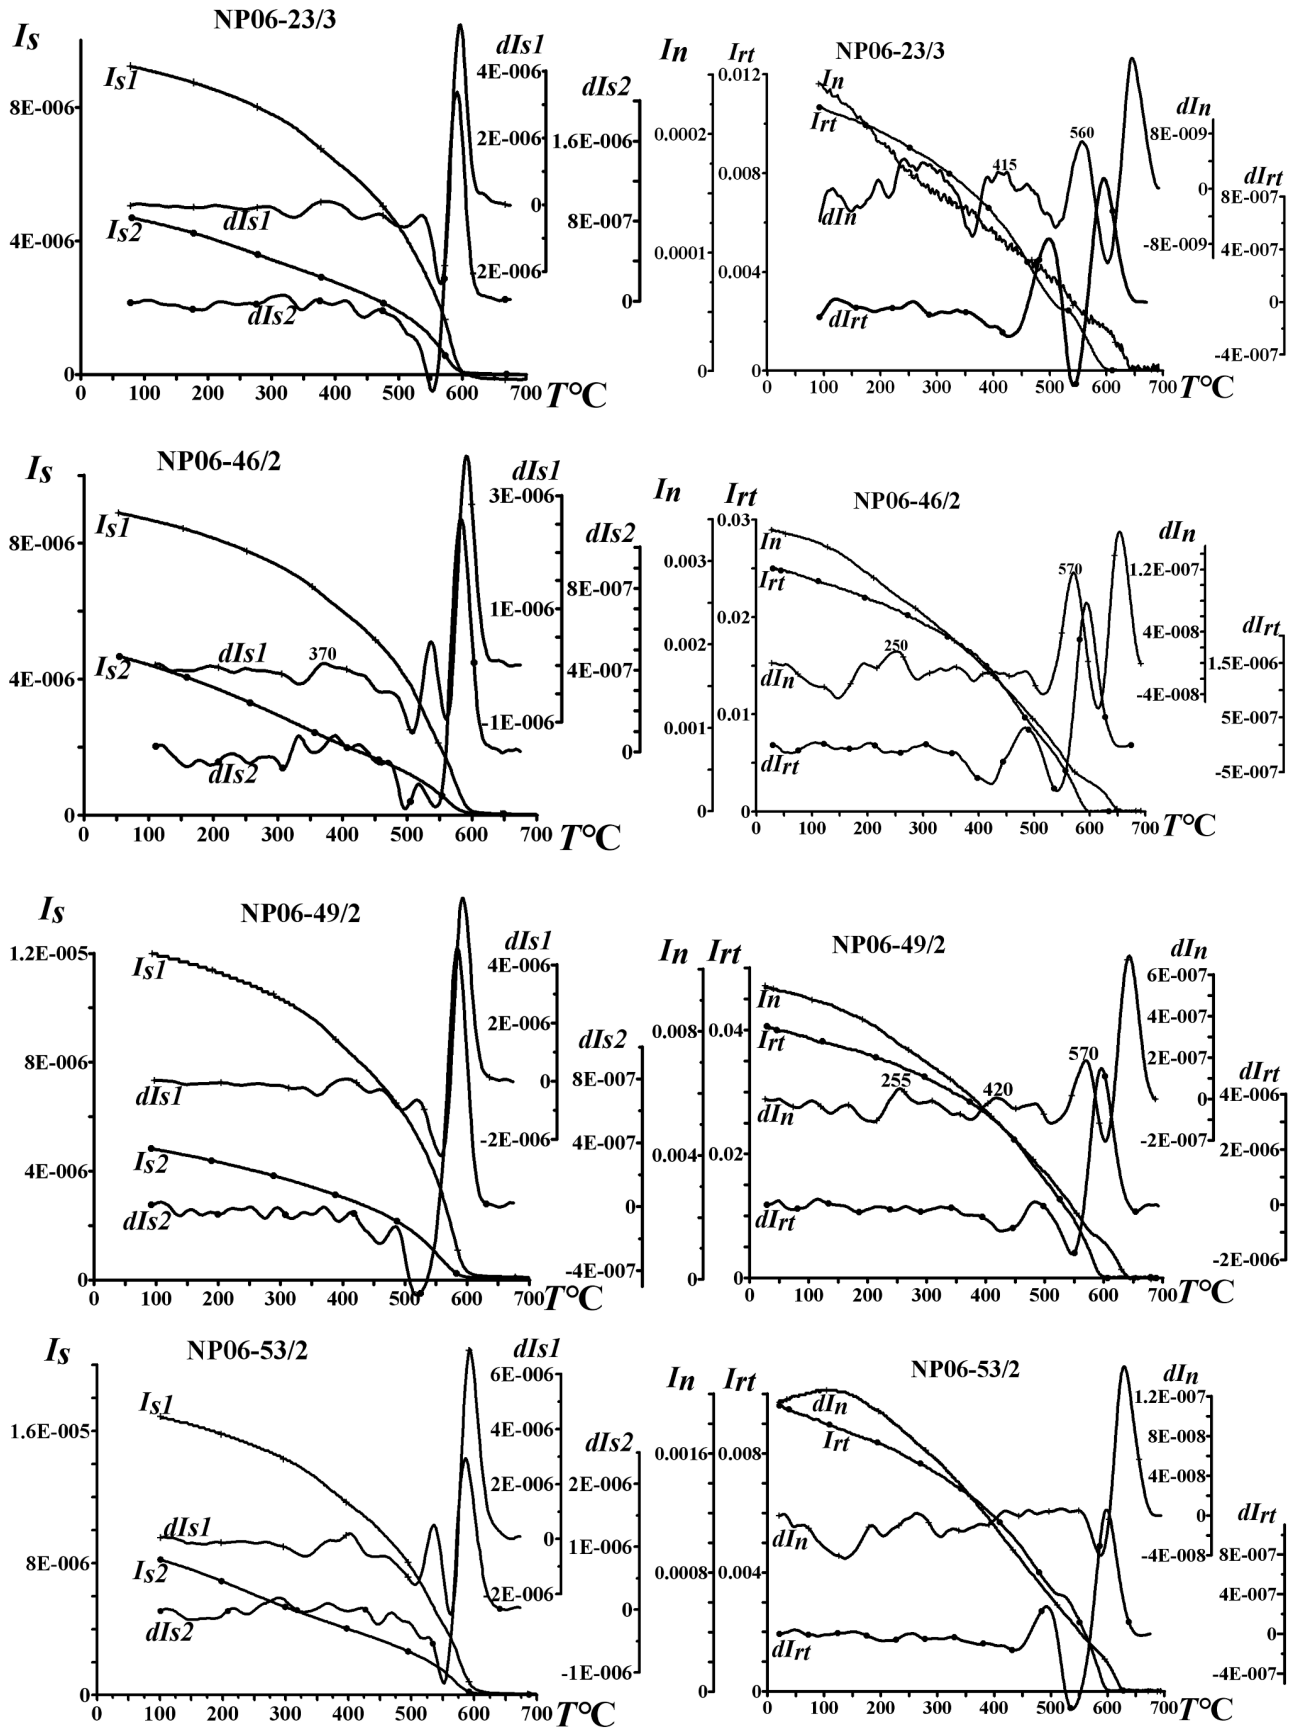 NP06-23/3
Is
Is1
Is2
dIs1
dIs2
dIs1
4E-006
2E-006
0
-2E-006
dIs2
1.6E-006
8E-007
0
8E-006
4E-006
0
0 100 200 300 400 500 600 700 T°C
NP06-23/3
In Irt
In
Irt
dIn
dIrt
415
560
0.0002
0.0001
0
0.012
0.008
0.004
0
dIn
8E-009
0
-8E-009
dIrt
8E-007
4E-007
0
-4E-007
0 100 200 300 400 500 600 700 T°C
NP06-46/2
Is
Is1
Is2
dIs1
370
dIs2
dIs1
3E-006
1E-006
-1E-006
dIs2
8E-007
4E-007
0
8E-006
4E-006
0
0 100 200 300 400 500 600 700 T°C
NP06-46/2
In Irt
In
Irt
dIn
dIrt
250
570
0.003
0.002
0.001
0
0.03
0.02
0.01
0
dIn
1.2E-007
4E-008
-4E-008
dIrt
1.5E-006
5E-007
-5E-007
0 100 200 300 400 500 600 700 T°C
NP06-49/2
Is
Is1
dIs1
Is2
dIs2
dIs1
4E-006
2E-006
0
-2E-006
dIs2
8E-007
4E-007
0
-4E-007
1.2E-005
8E-006
4E-006
0
0 100 200 300 400 500 600 700 T°C
NP06-49/2
In Irt
In
Irt
dIn
dIrt
255
420
570
0.008
0.004
0
0.04
0.02
0
dIn
6E-007
4E-007
2E-007
0
-2E-007
dIrt
4E-006
2E-006
0
-2E-006
0 100 200 300 400 500 600 700 T°C
NP06-53/2
Is
Is1
dIs1
Is2
dIs2
dIs1
6E-006
4E-006
2E-006
0
-2E-006
dIs2
2E-006
1E-006
0
-1E-006
1.6E-005
8E-006
0
0 100 200 300 400 500 600 700 T°C
NP06-53/2
In Irt
dIn
Irt
dIn
dIrt
0.0016
0.0008
0
0.008
0.004
0
dIn
1.2E-007
8E-008
4E-008
0
-4E-008
dIrt
8E-007
4E-007
0
-4E-007
0 100 200 300 400 500 600 700 T°C